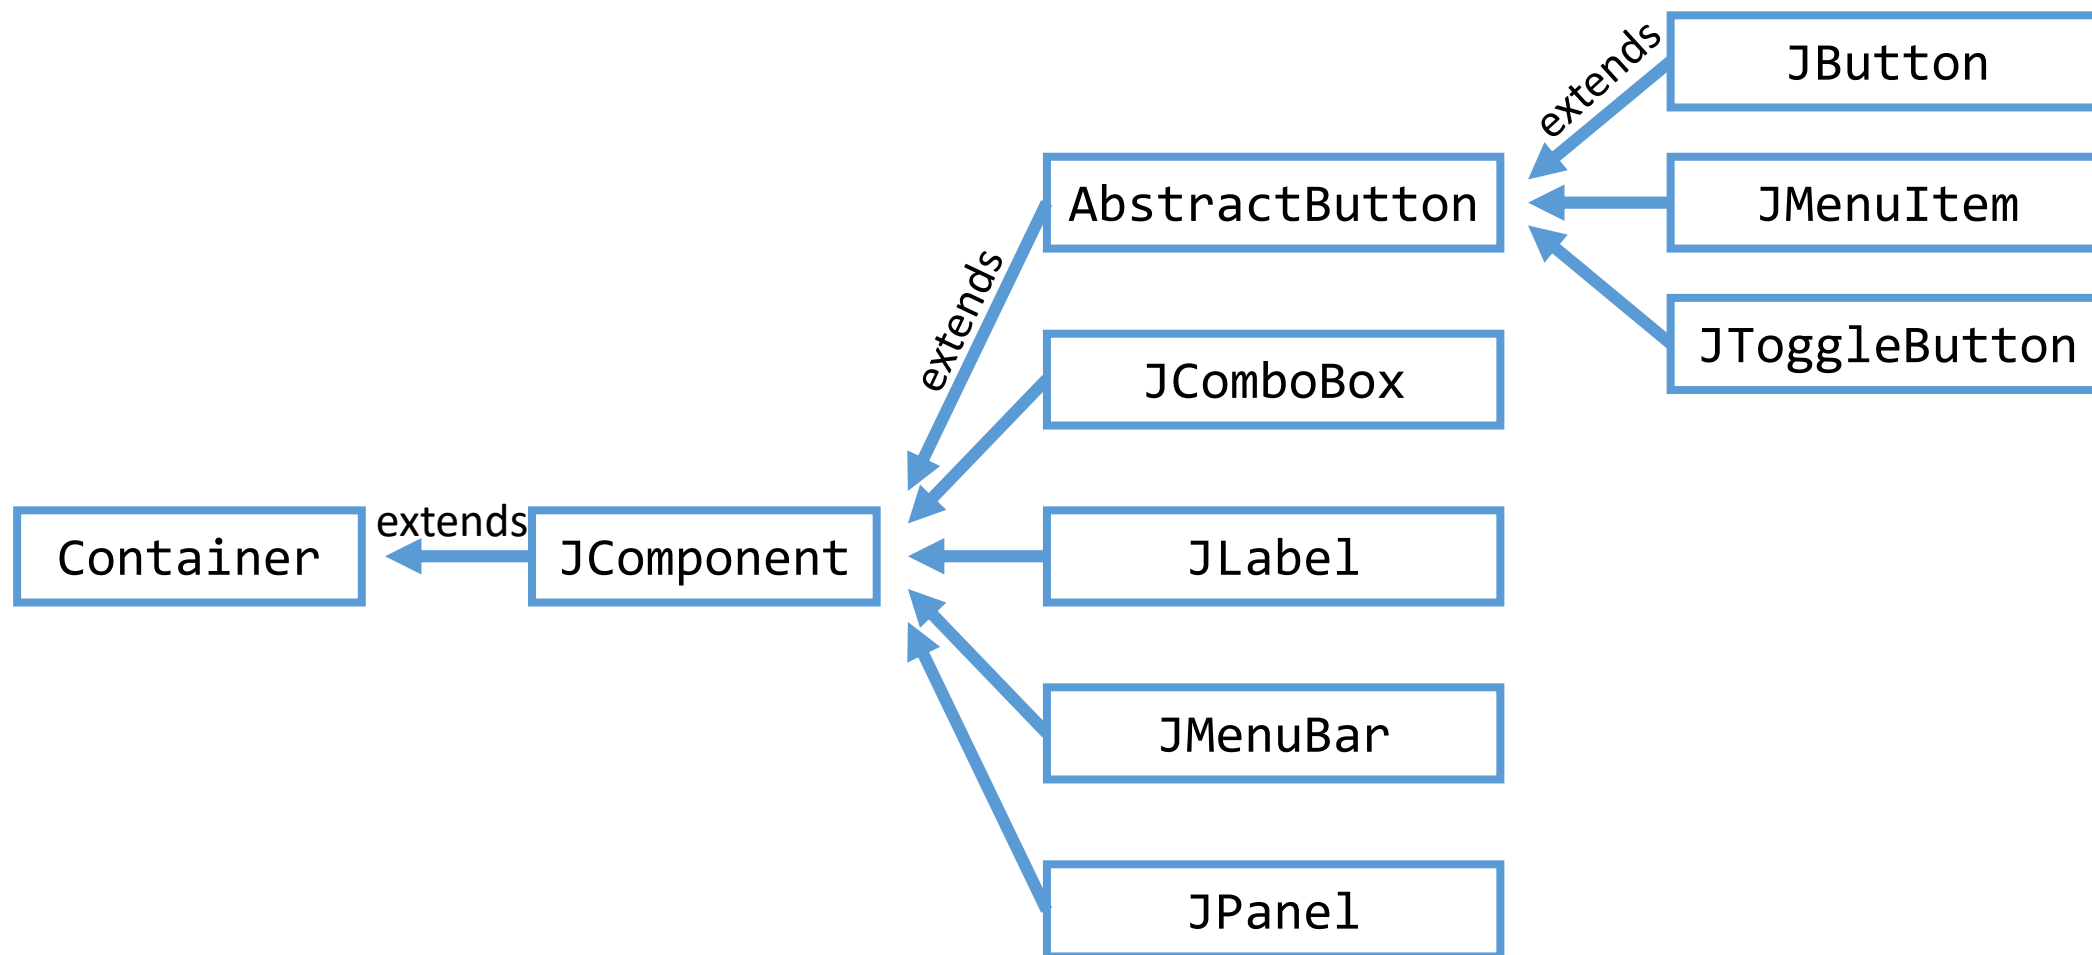 extends
JButton
AbstractButton
JMenuItem
extends
JToggleButton
JComboBox
Container
extends
JComponent
JLabel
JMenuBar
JPanel